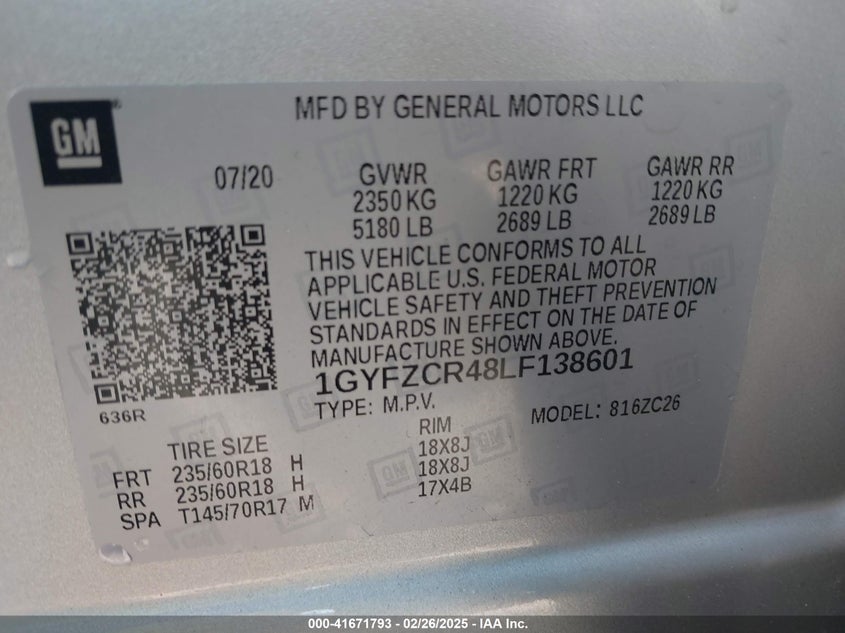 GM
MFD BY GENERAL MOTORS LLC
07/20
GVWR
2350 KG
5180 LB
GAWR FRT
1220 KG
2689 LB
GAWR RR
1220 KG
2689 LB
THIS VEHICLE CONFORMS TO ALL
APPLICABLE U.S. FEDERAL MOTOR
VEHICLE SAFETY AND THEFT PREVENTION
STANDARDS IN EFFECT ON THE DATE OF
MANUFACTURE SHOWN ABOVE.
1GYFZCR48LF138601
TYPE: M.P.V.
MODEL: 816ZC26
636R
TIRE SIZE
RIM
FRT 235/60R18 H 18X8J
RR 235/60R18 H 18X8J
SPA T145/70R17 M 17X4B
000-41671793 - 02/26/2025 - IAA Inc.